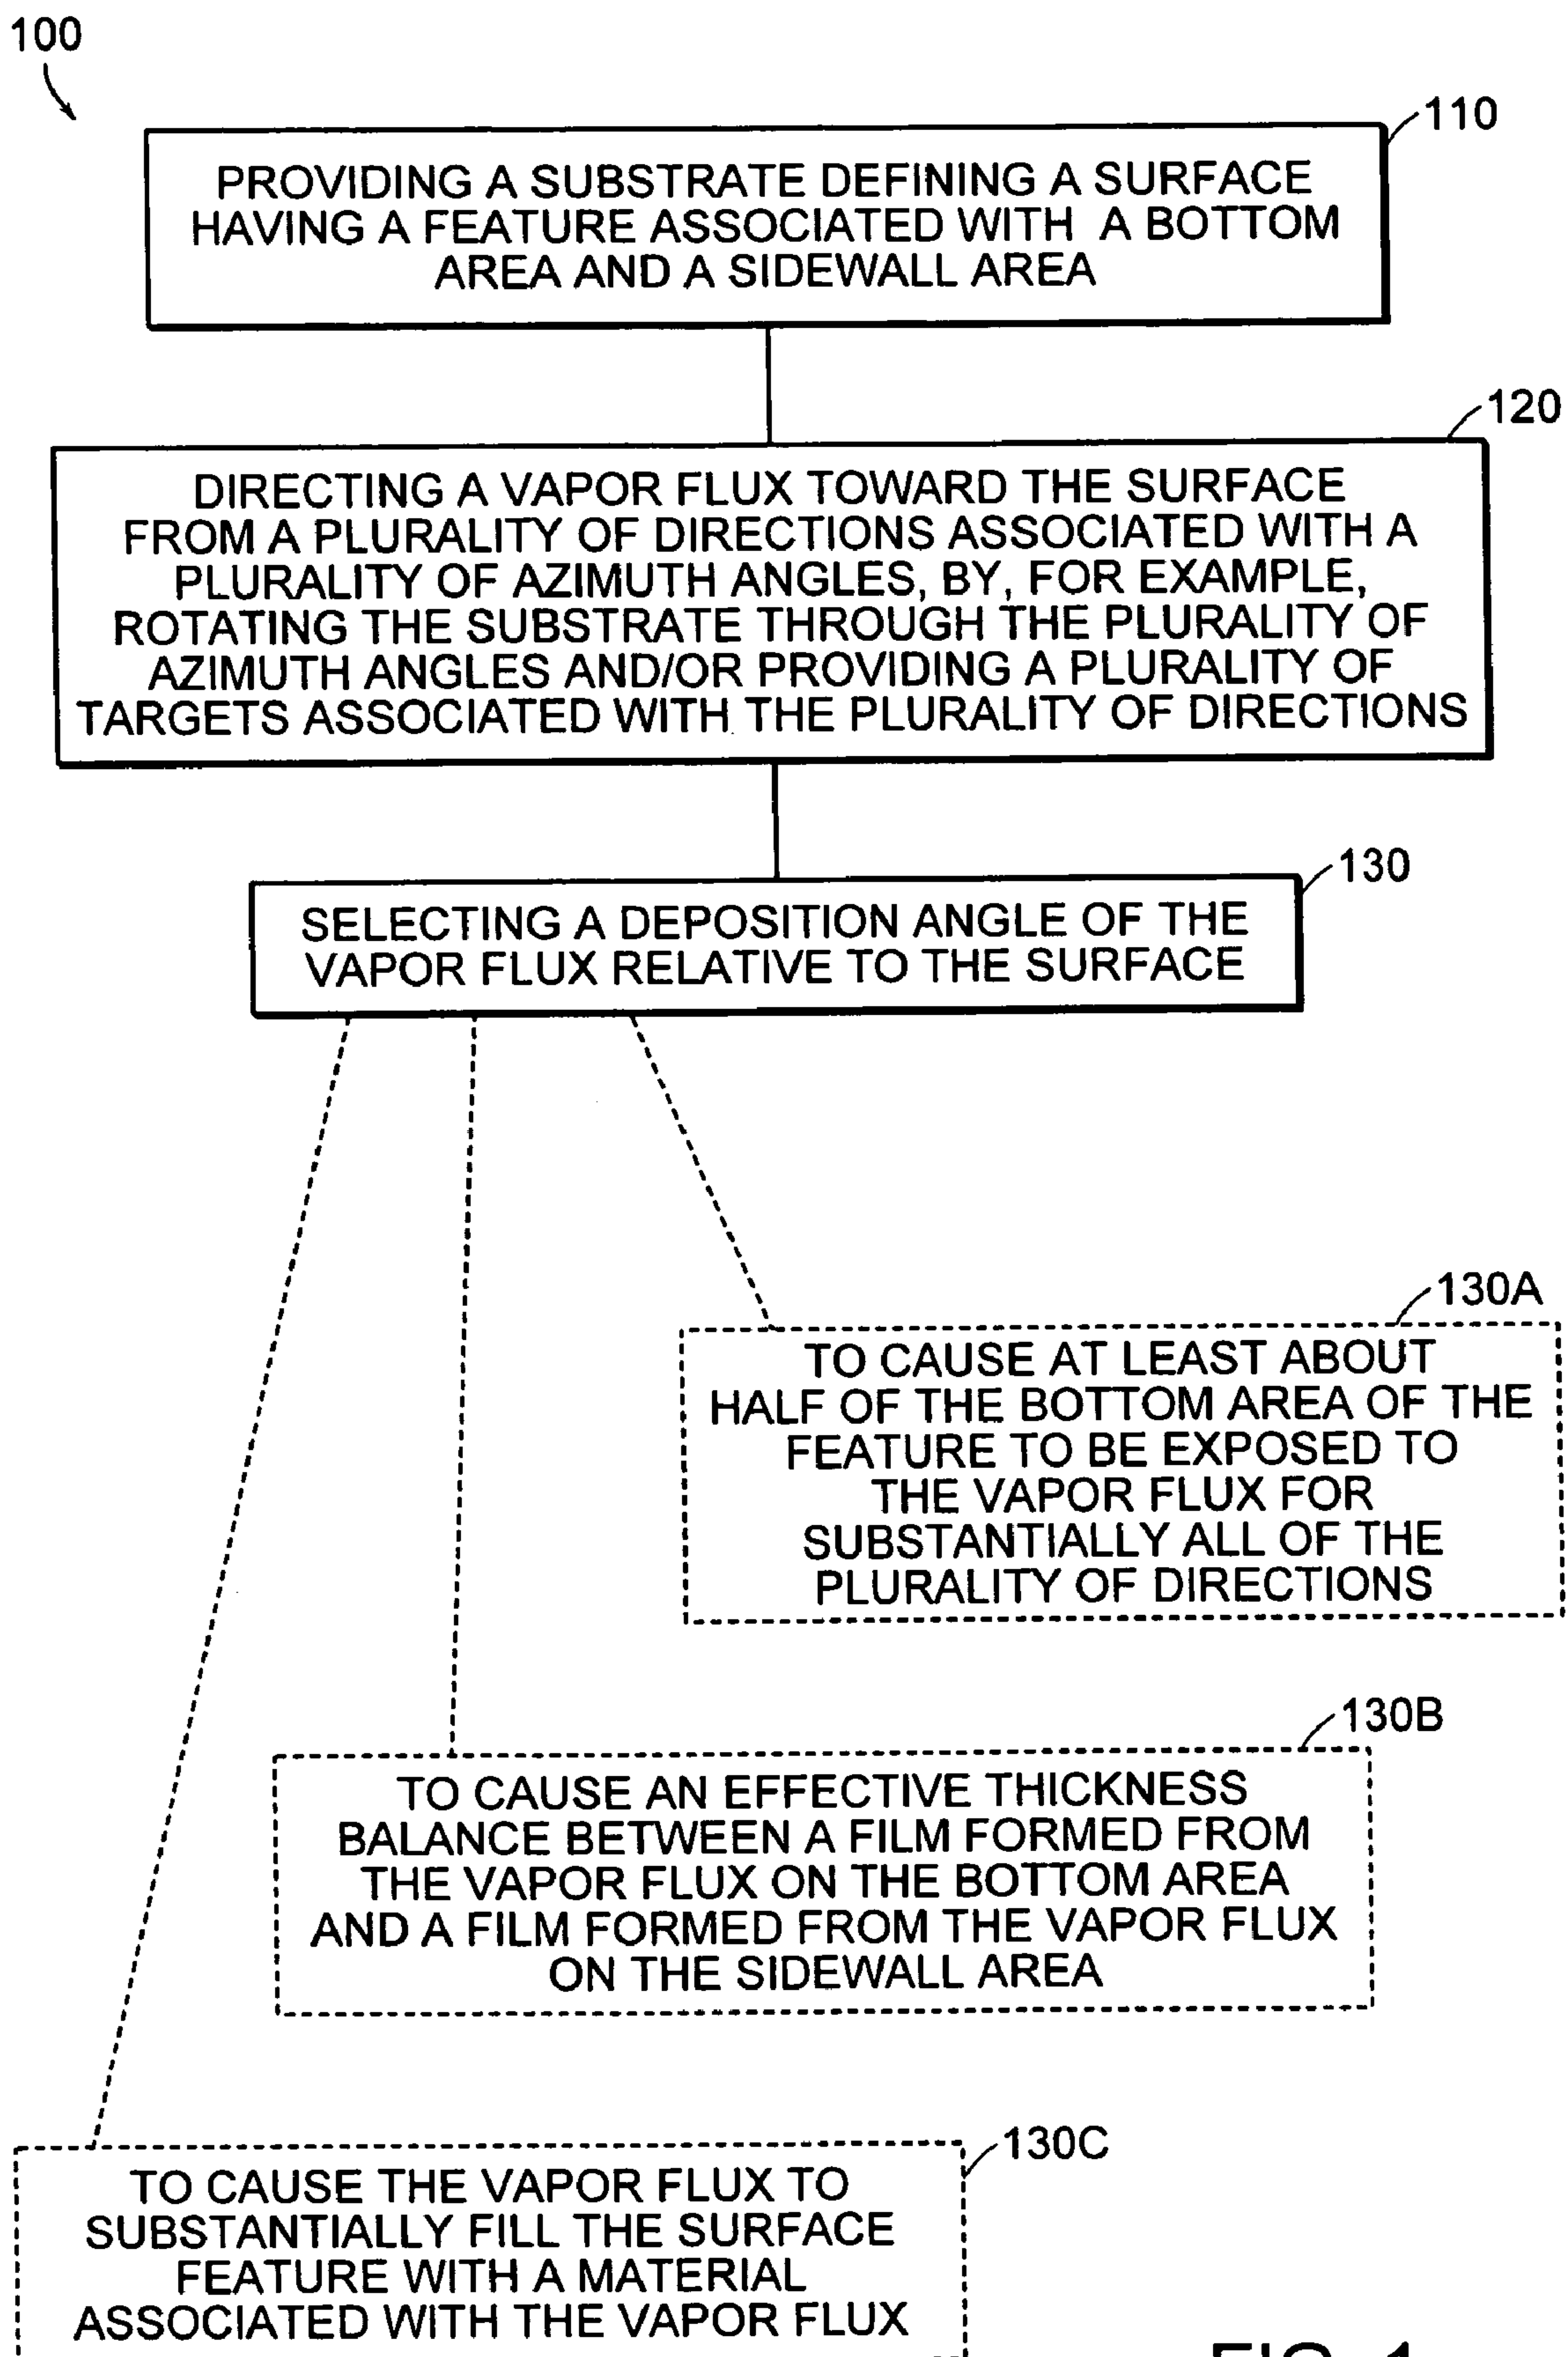 100
110
PROVIDING A SUBSTRATE DEFINING A SURFACE
HAVING A FEATURE ASSOCIATED WITH A BOTTOM
AREA AND A SIDEWALL AREA
120
DIRECTING A VAPOR FLUX TOWARD THE SURFACE
FROM A PLURALITY OF DIRECTIONS ASSOCIATED WITH A
PLURALITY OF AZIMUTH ANGLES, BY, FOR EXAMPLE,
ROTATING THE SUBSTRATE THROUGH THE PLURALITY OF
AZIMUTH ANGLES AND/OR PROVIDING A PLURALITY OF
TARGETS ASSOCIATED WITH THE PLURALITY OF DIRECTIONS
130
SELECTING A DEPOSITION ANGLE OF THE
VAPOR FLUX RELATIVE TO THE SURFACE
130A
TO CAUSE AT LEAST ABOUT
HALF OF THE BOTTOM AREA OF THE
FEATURE TO BE EXPOSED TO
THE VAPOR FLUX FOR
SUBSTANTIALLY ALL OF THE
PLURALITY OF DIRECTIONS
130B
TO CAUSE AN EFFECTIVE THICKNESS
BALANCE BETWEEN A FILM FORMED FROM
THE VAPOR FLUX ON THE BOTTOM AREA
AND A FILM FORMED FROM THE VAPOR FLUX
ON THE SIDEWALL AREA
130C
TO CAUSE THE VAPOR FLUX TO
SUBSTANTIALLY FILL THE SURFACE
FEATURE WITH A MATERIAL
ASSOCIATED WITH THE VAPOR FLUX
FIG. 1